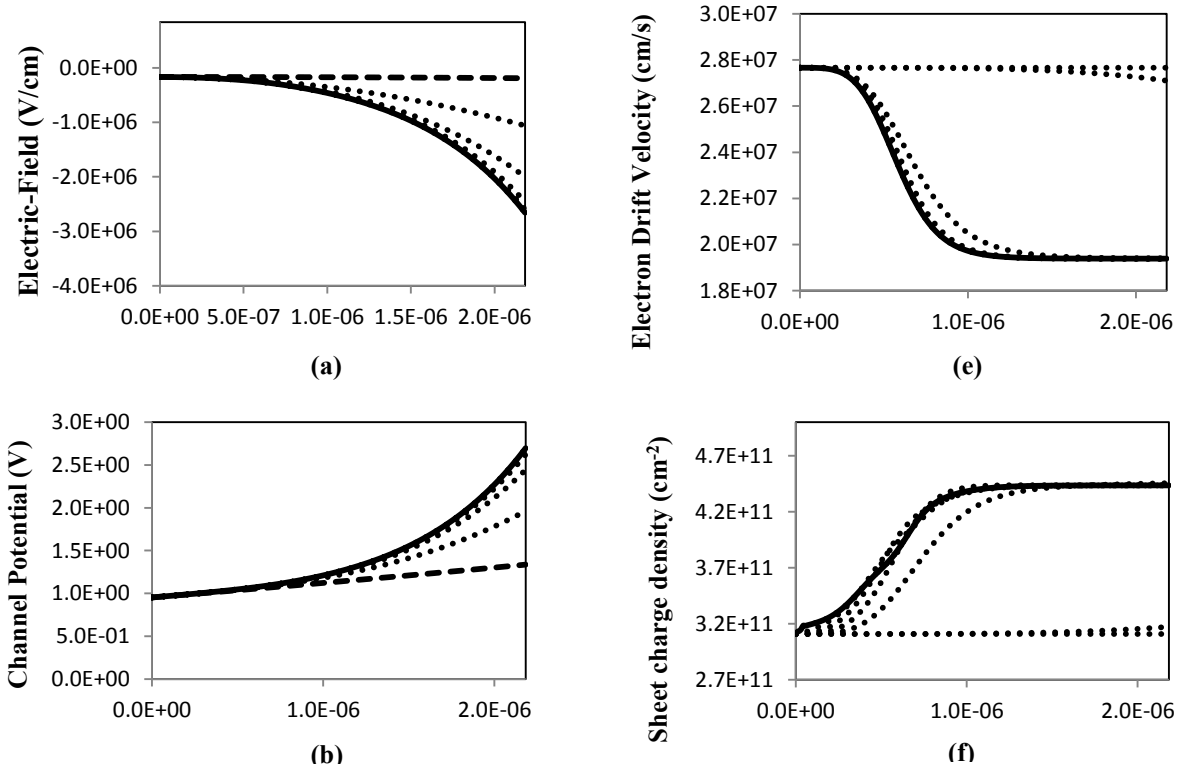 Electric-Field (V/cm)
0.0E+00
-1.0E+06
-2.0E+06
-3.0E+06
-4.0E+06
0.0E+00 5.0E-07 1.0E-06 1.5E-06 2.0E-06
(a)
Electron Drift Velocity (cm/s)
3.0E+07
2.8E+07
2.6E+07
2.4E+07
2.2E+07
2.0E+07
1.8E+07
0.0E+00 1.0E-06 2.0E-06
(e)
Channel Potential (V)
3.0E+00
2.5E+00
2.0E+00
1.5E+00
1.0E+00
5.0E-01
0.0E+00
0.0E+00 1.0E-06 2.0E-06
(b)
Sheet charge density (cm-2)
4.7E+11
4.2E+11
3.7E+11
3.2E+11
2.7E+11
0.0E+00 1.0E-06 2.0E-06
(f)